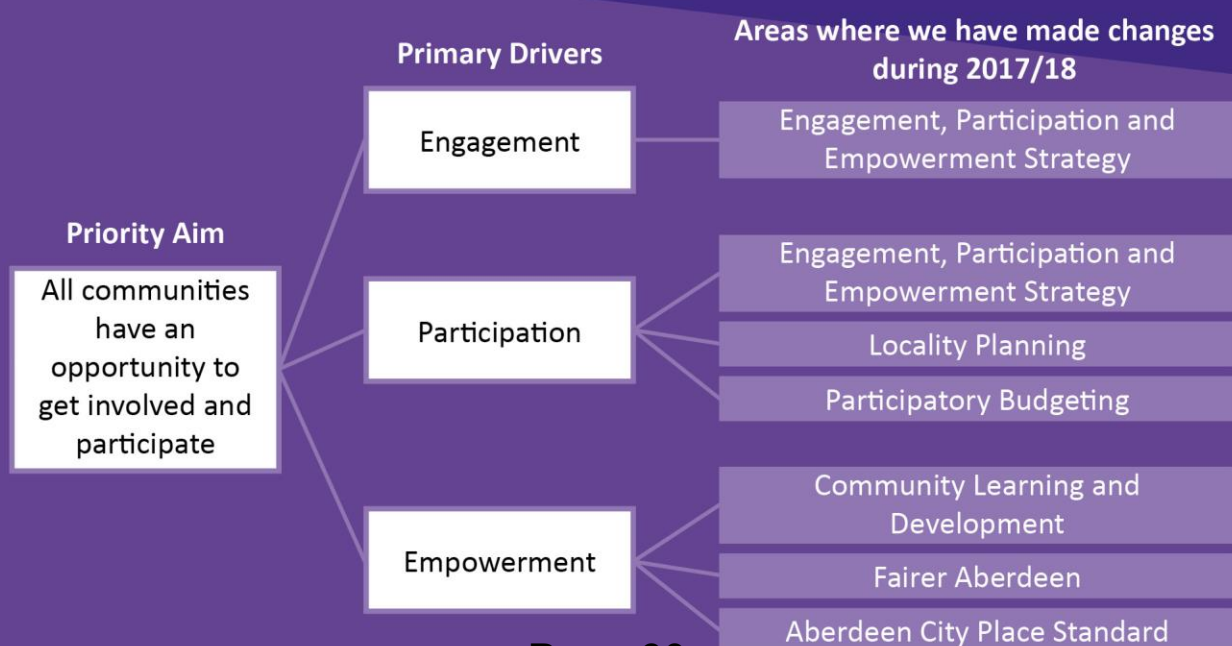 Primary Drivers
Areas where we have made changes
during 2017/18
Engagement
Engagement, Participation and
Empowerment Strategy
Priority Aim
All communities
have an
opportunity to
get involved and
participate
Participation
Engagement, Participation and
Empowerment Strategy
Locality Planning
Participatory Budgeting
Empowerment
Community Learning and
Development
Fairer Aberdeen
Aberdeen City Place Standard